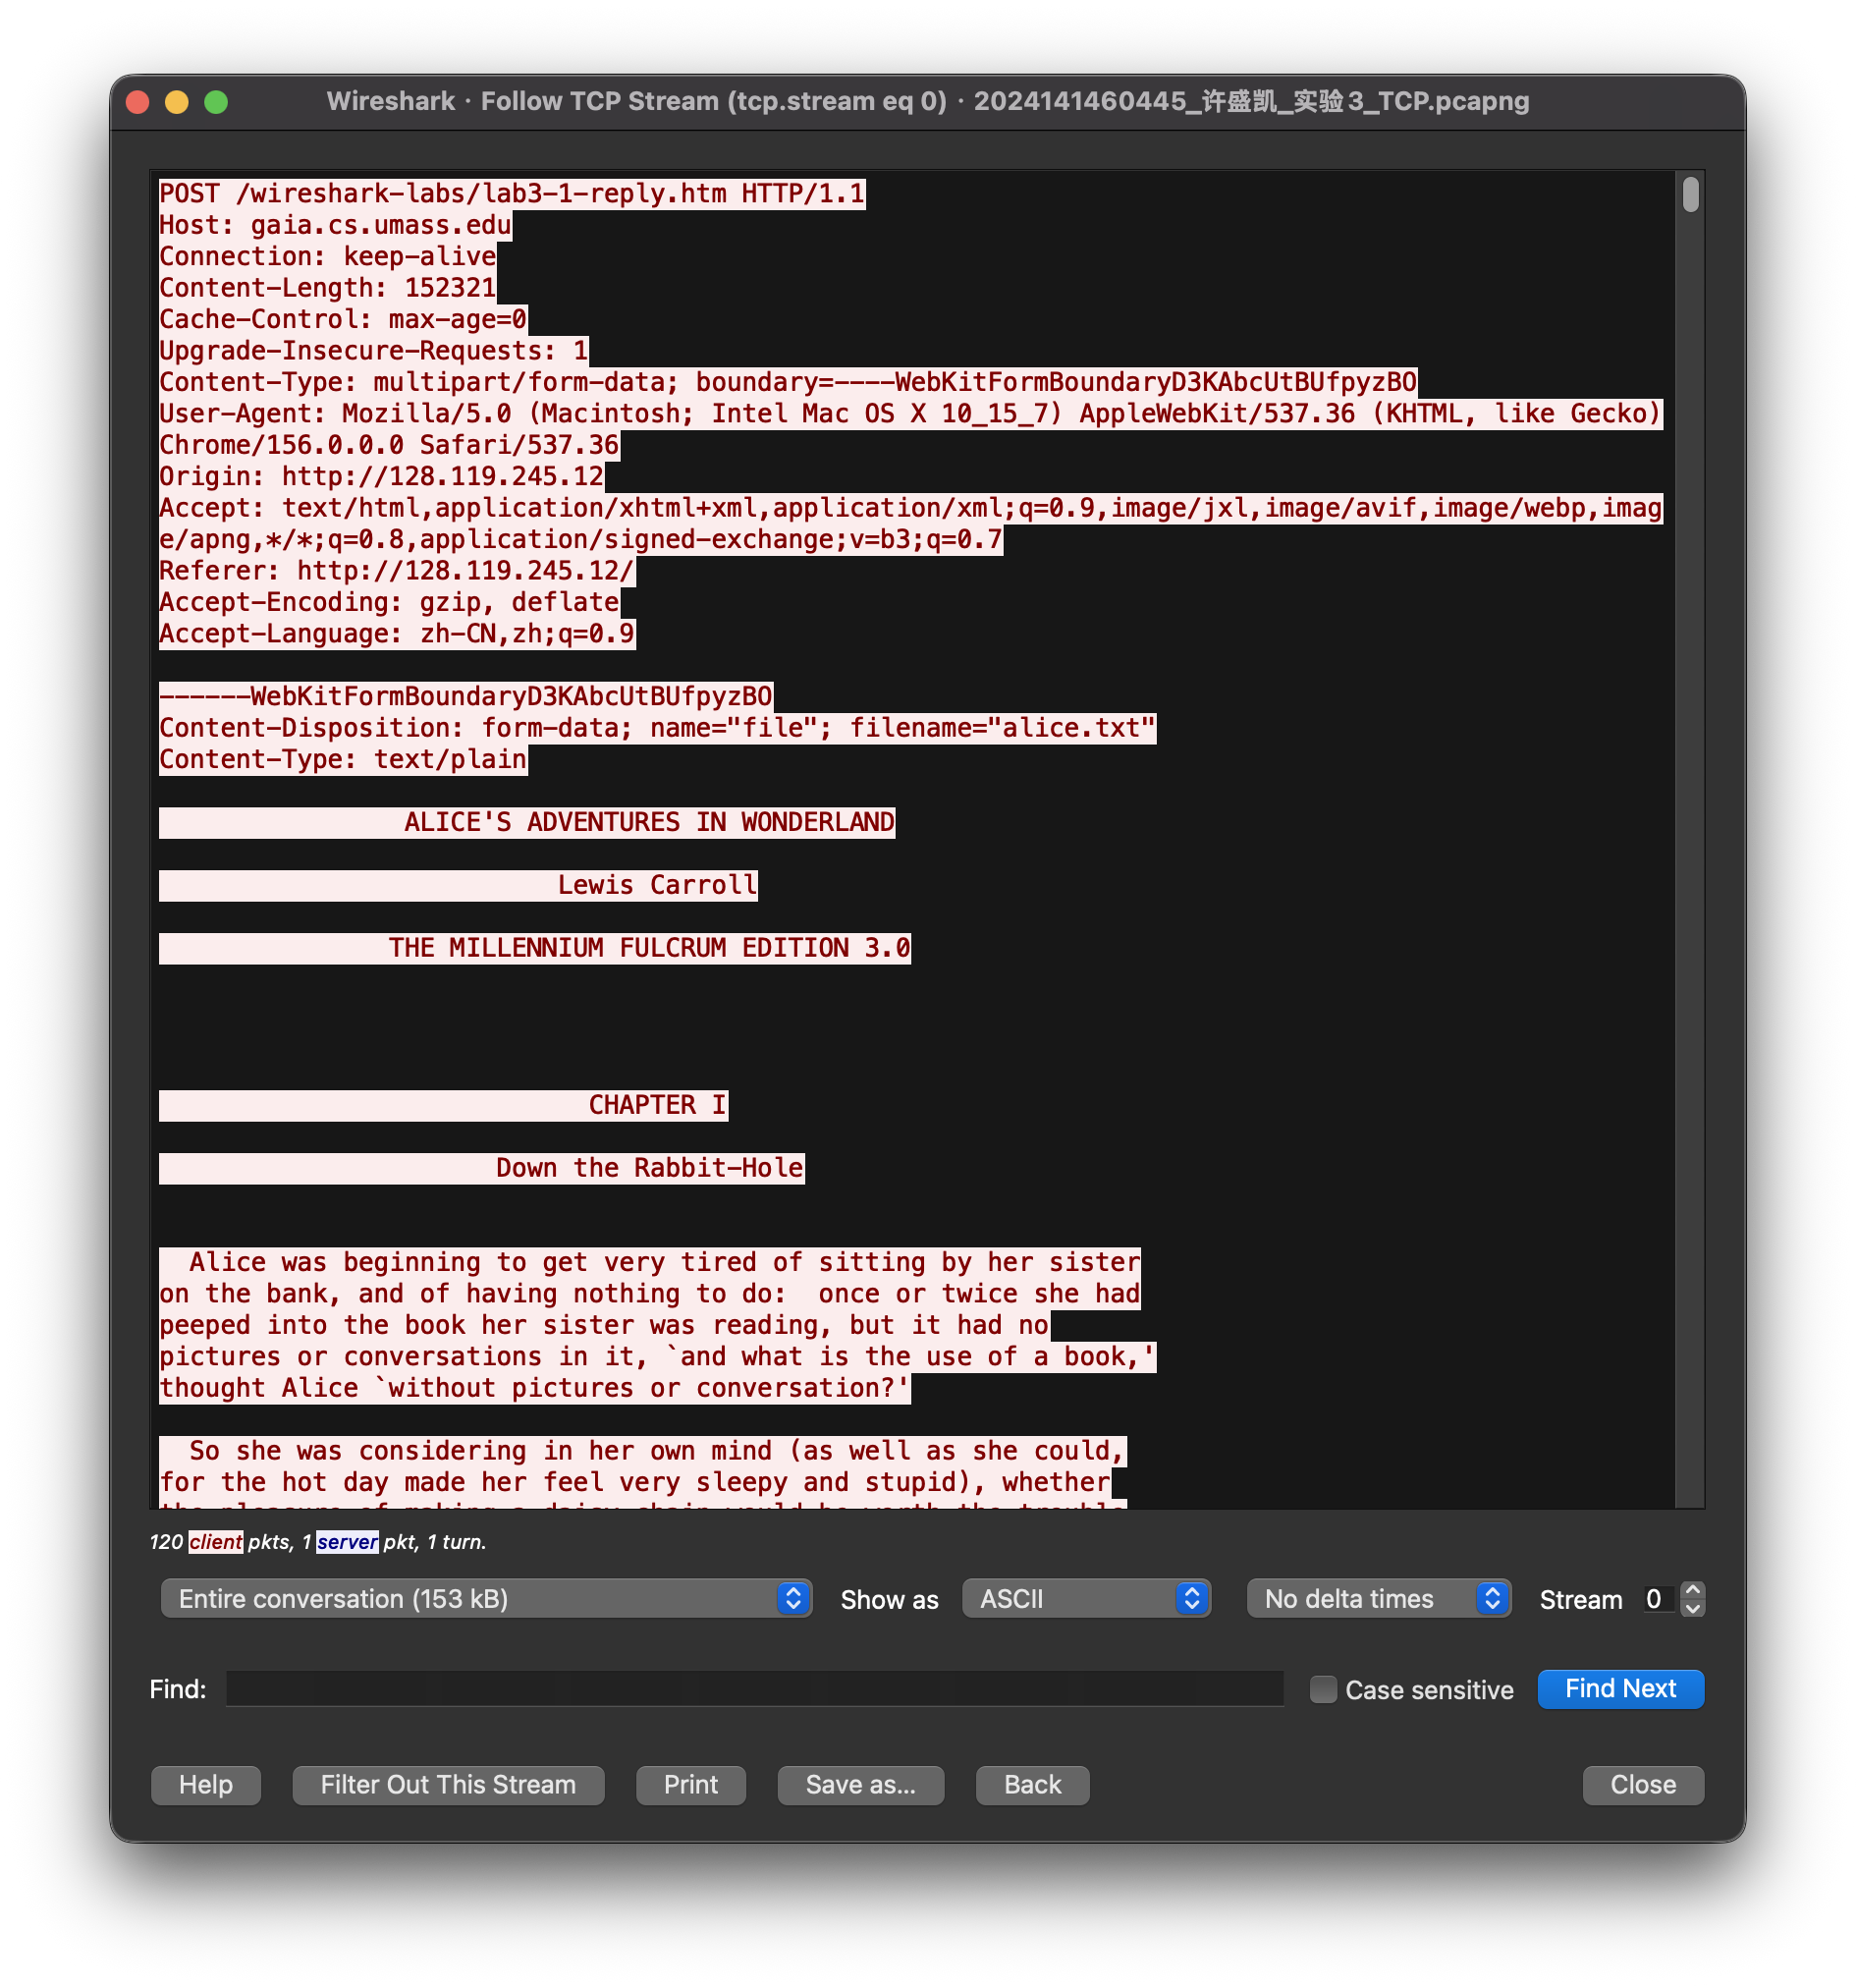 Wireshark · Follow TCP Stream (tcp.stream eq 0) · 2024141460445_许盛凯_实验3_TCP.pcapng
POST /wireshark-labs/lab3-1-reply.htm HTTP/1.1
Host: gaia.cs.umass.edu
Connection: keep-alive
Content-Length: 152321
Cache-Control: max-age=0
Upgrade-Insecure-Requests: 1
Content-Type: multipart/form-data; boundary=----WebKitFormBoundaryD3KAbcUtBUfpyzBO
User-Agent: Mozilla/5.0 (Macintosh; Intel Mac OS X 10_15_7) AppleWebKit/537.36 (KHTML, like Gecko)
Chrome/156.0.0.0 Safari/537.36
Origin: http://128.119.245.12
Accept: text/html,application/xhtml+xml,application/xml;q=0.9,image/jxl,image/avif,image/webp,imag
e/apng,*/*;q=0.8,application/signed-exchange;v=b3;q=0.7
Referer: http://128.119.245.12/
Accept-Encoding: gzip, deflate
Accept-Language: zh-CN,zh;q=0.9
------WebKitFormBoundaryD3KAbcUtBUfpyzBO
Content-Disposition: form-data; name="file"; filename="alice.txt"
Content-Type: text/plain
ALICE'S ADVENTURES IN WONDERLAND
Lewis Carroll
THE MILLENNIUM FULCRUM EDITION 3.0
CHAPTER I
Down the Rabbit-Hole
Alice was beginning to get very tired of sitting by her sister
on the bank, and of having nothing to do:  once or twice she had
peeped into the book her sister was reading, but it had no
pictures or conversations in it, `and what is the use of a book,'
thought Alice `without pictures or conversation?'
So she was considering in her own mind (as well as she could,
for the hot day made her feel very sleepy and stupid), whether
the pleasure of making a daisy-chain would be worth the trouble
120 client pkts, 1 server pkt, 1 turn.
Entire conversation (153 kB) Show as ASCII No delta times Stream 0
Find: Case sensitive Find Next
Help Filter Out This Stream Print Save as... Back Close